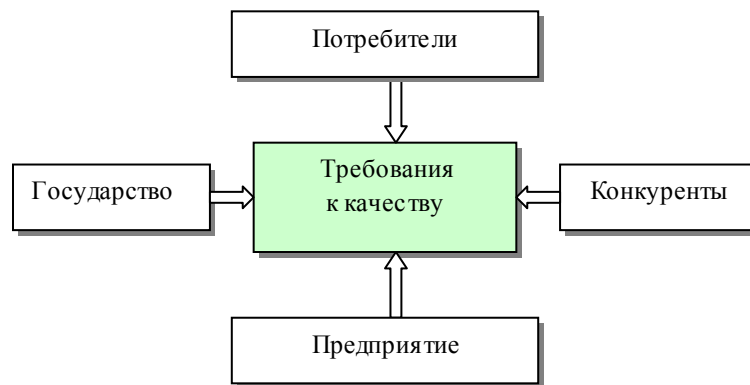 Потребители
Государство
Требования
к качеству
Конкуренты
Предприятие